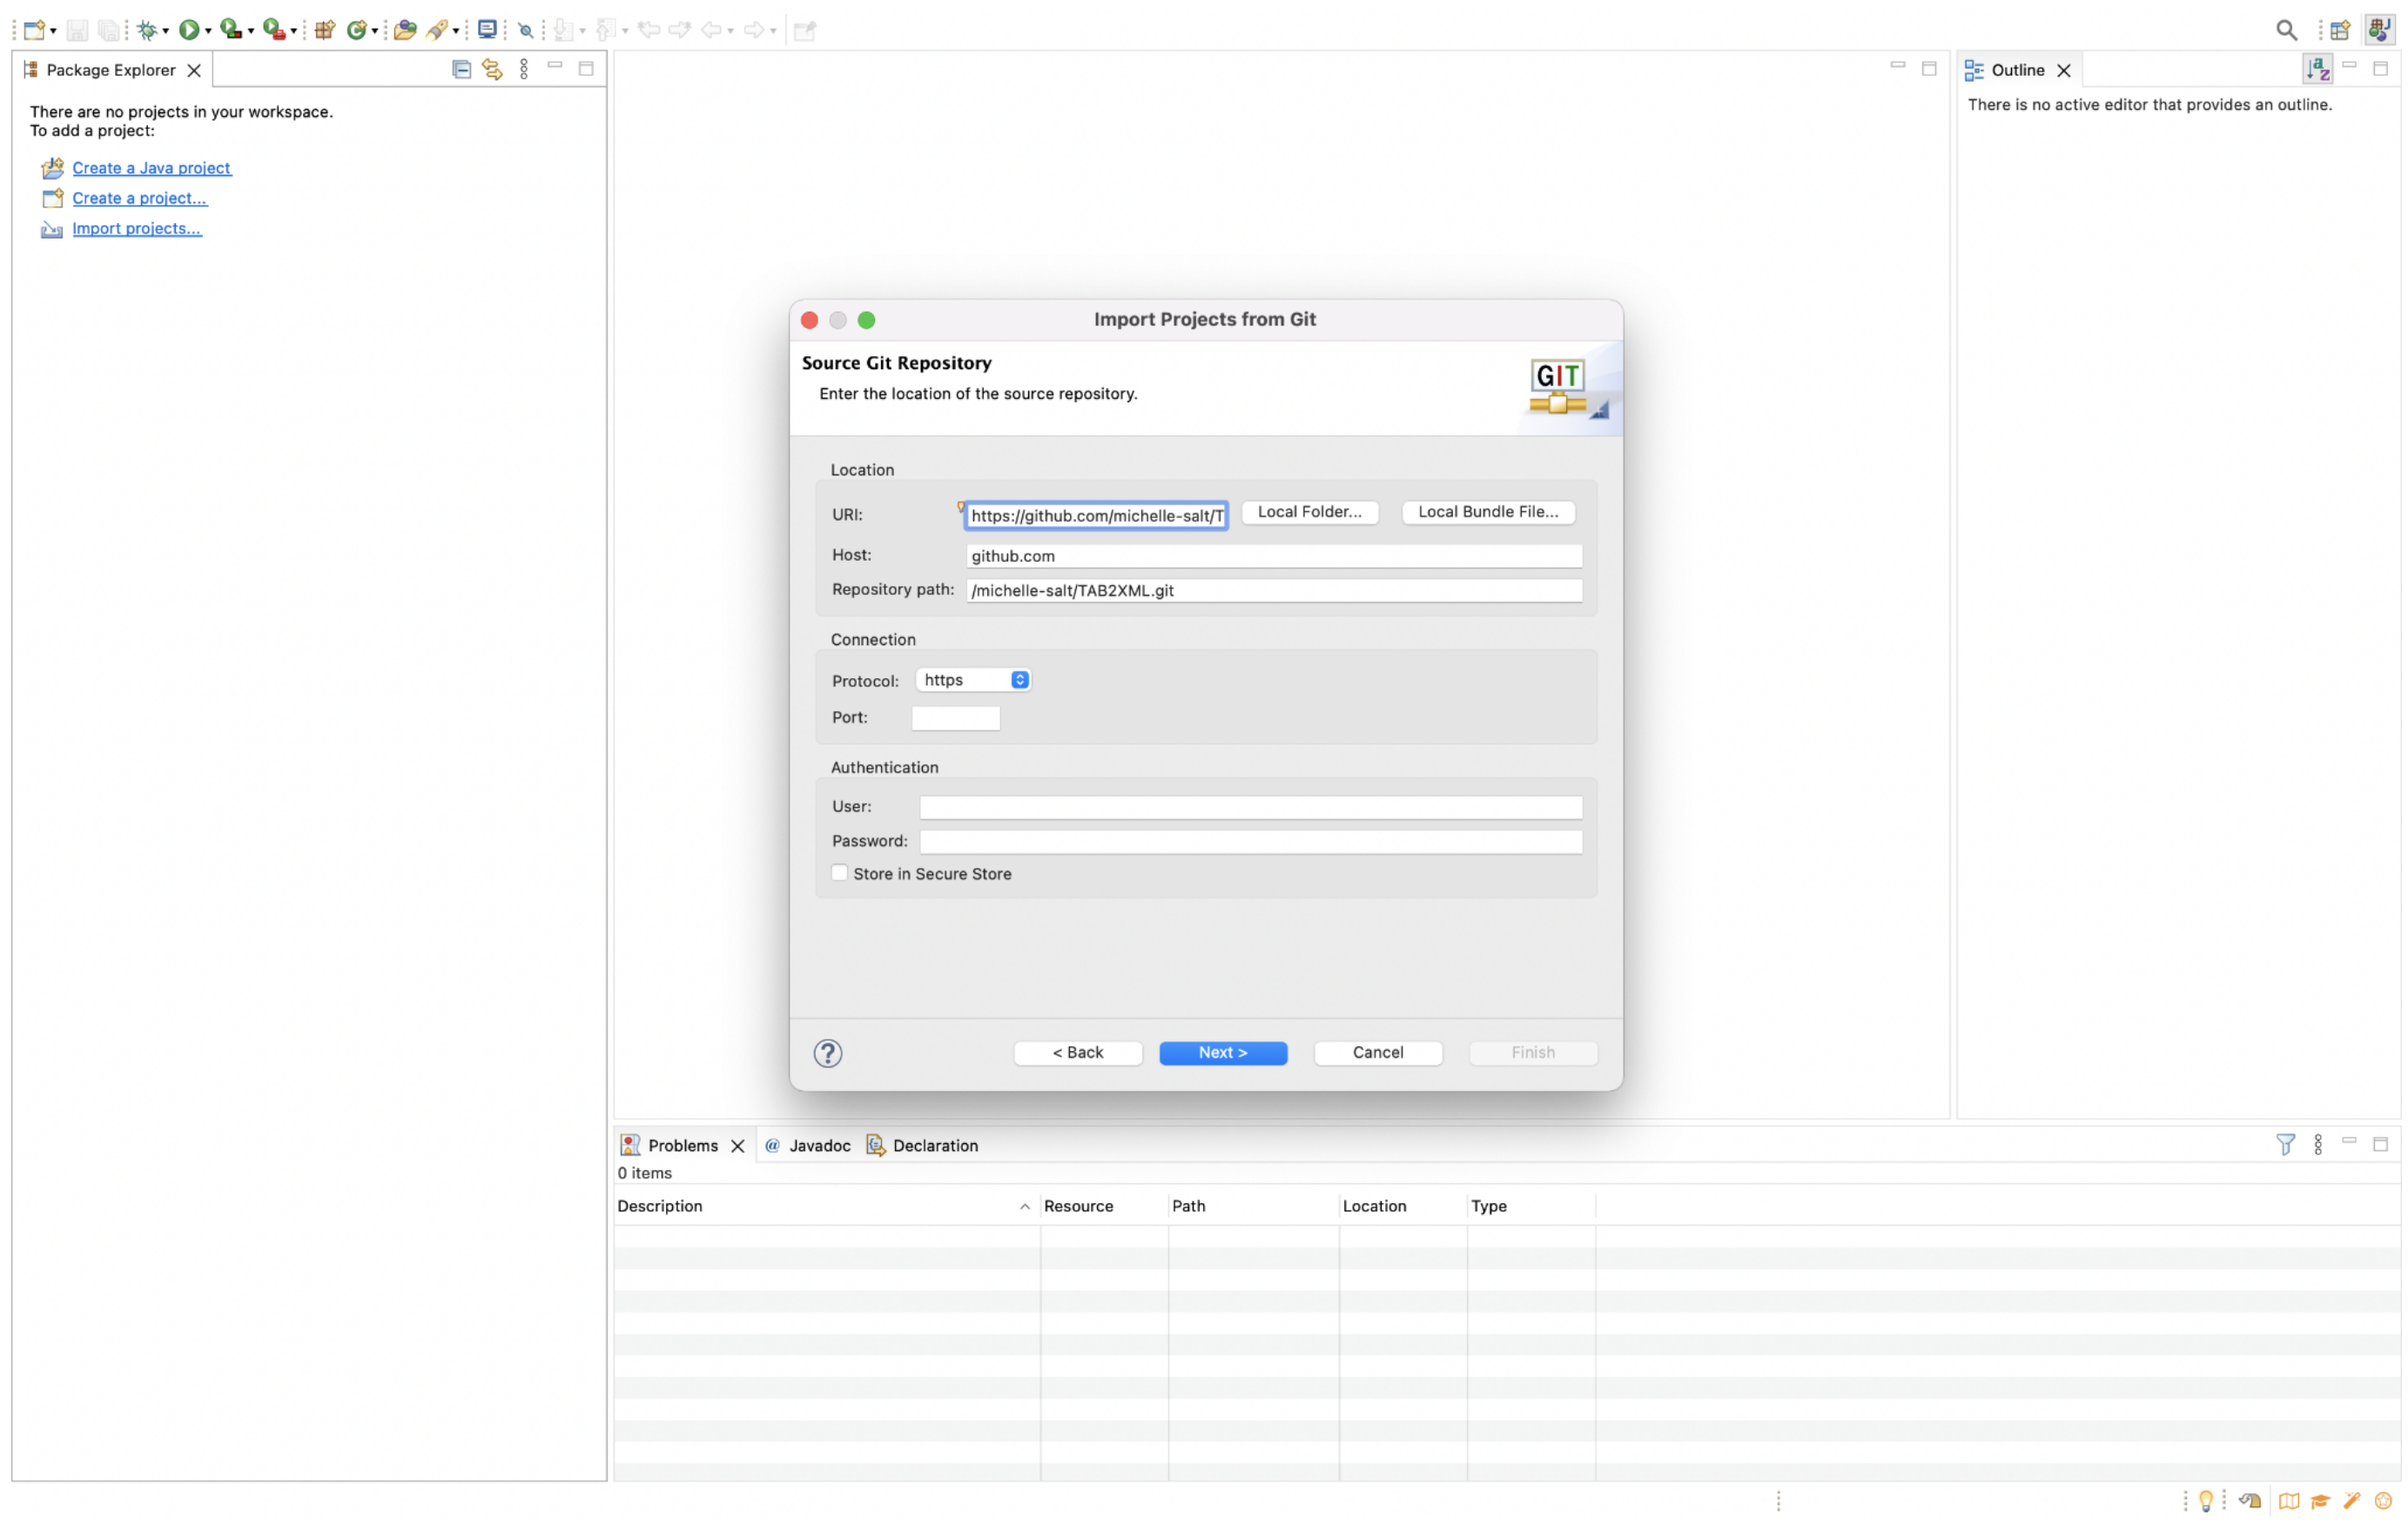 Package Explorer
There are no projects in your workspace.
To add a project:
Create a Java project
Create a project...
Import projects...
Outline
There is no active editor that provides an outline.
Import Projects from Git
Source Git Repository
Enter the location of the source repository.
GIT
Location
URI: https://github.com/michelle-salt/T Local Folder... Local Bundle File...
Host: github.com
Repository path: /michelle-salt/TAB2XML.git
Connection
Protocol: https
Port:
Authentication
User:
Password:
Store in Secure Store
? < Back Next > Cancel Finish
Problems @ Javadoc Declaration
0 items
Description Resource Path Location Type